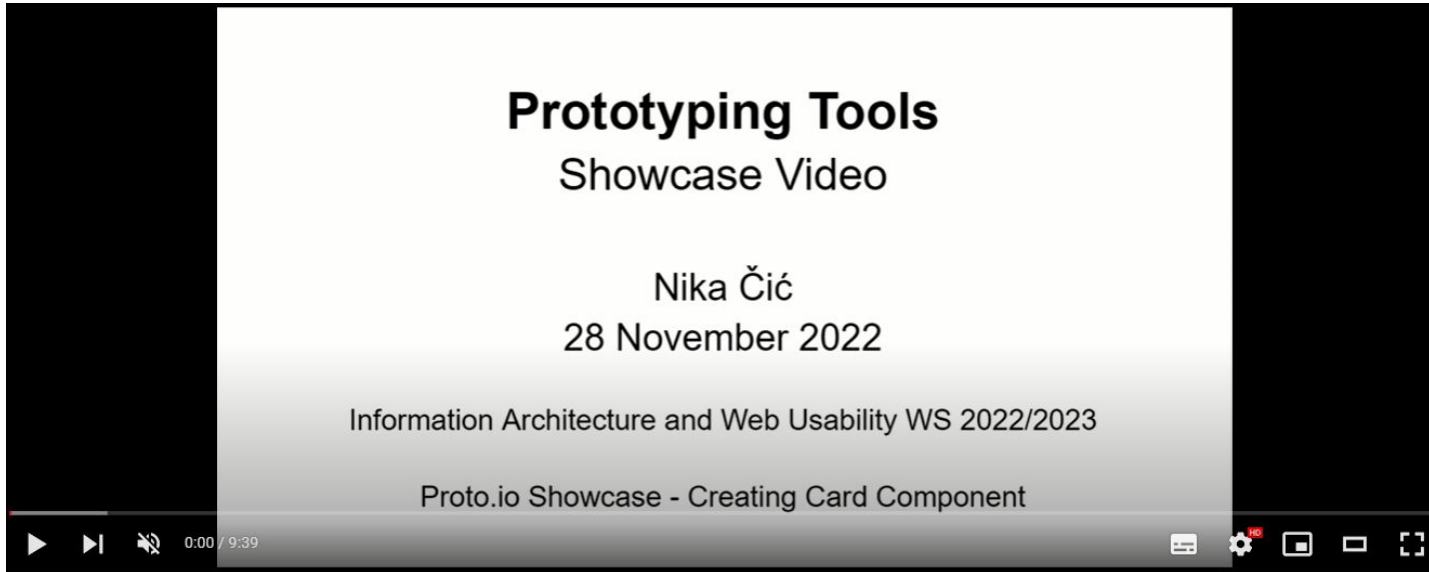 Prototyping Tools
Showcase Video
Nika Čić
28 November 2022
Information Architecture and Web Usability WS 2022/2023
Proto.io Showcase - Creating Card Component
0:00 / 9:39
HD